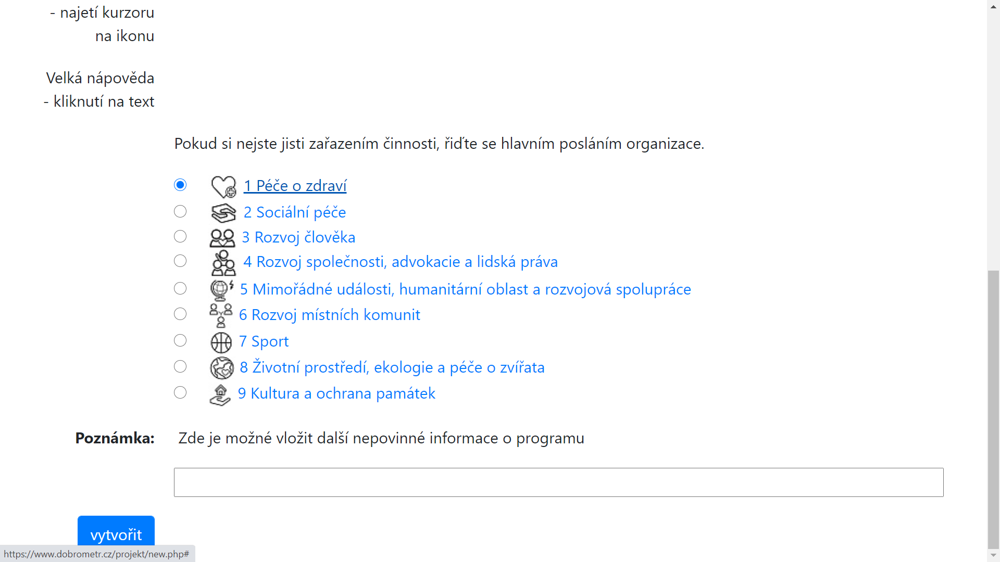 - najetí kurzoru
na ikonu
Velká nápověda
- kliknutí na text
Pokud si nejste jisti zařazením činnosti, řiďte se hlavním posláním organizace.
1 Péče o zdraví
2 Sociální péče
3 Rozvoj člověka
4 Rozvoj společnosti, advokacie a lidská práva
5 Mimořádné události, humanitární oblast a rozvojová spolupráce
6 Rozvoj místních komunit
7 Sport
8 Životní prostředí, ekologie a péče o zvířata
9 Kultura a ochrana památek
Poznámka: Zde je možné vložit další nepovinné informace o programu
vytvořit
https://www.dobrometr.cz/projekt/new.php#